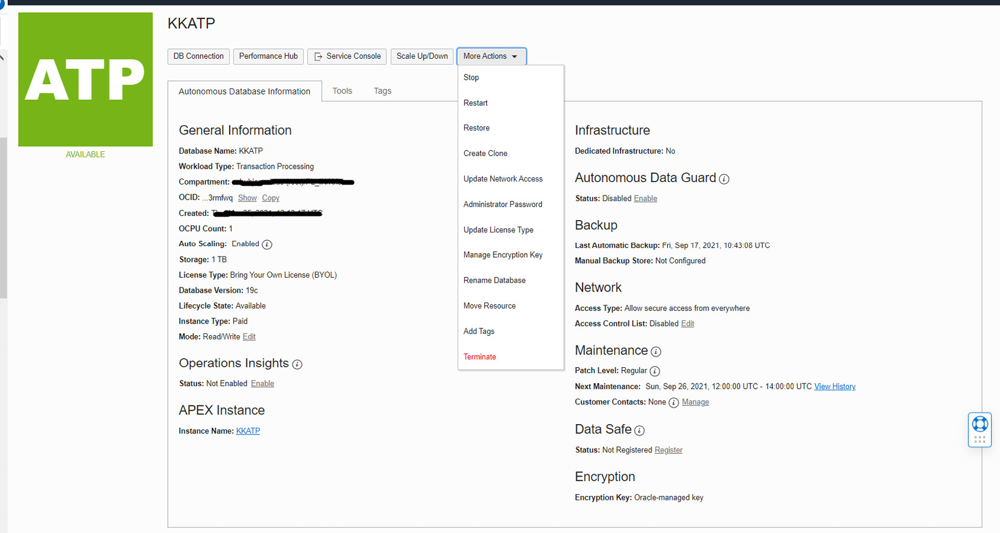 KKATP
ATP
AVAILABLE
DB Connection Performance Hub Service Console Scale Up/Down More Actions
Stop
Restart
Restore
Create Clone
Update Network Access
Administrator Password
Update License Type
Manage Encryption Key
Rename Database
Move Resource
Add Tags
Terminate
Autonomous Database Information Tools Tags
General Information
Database Name: KKATP
Workload Type: Transaction Processing
Compartment:
OCID: ...3rmfwq Show Copy
Created:
OCPU Count: 1
Auto Scaling: Enabled
Storage: 1 TB
License Type: Bring Your Own License (BYOL)
Database Version: 19c
Lifecycle State: Available
Instance Type: Paid
Mode: Read/Write Edit
Operations Insights
Status: Not Enabled Enable
APEX Instance
Instance Name: KKATP
Infrastructure
Dedicated Infrastructure: No
Autonomous Data Guard
Status: Disabled Enable
Backup
Last Automatic Backup: Fri, Sep 17, 2021, 10:43:08 UTC
Manual Backup Store: Not Configured
Network
Access Type: Allow secure access from everywhere
Access Control List: Disabled Edit
Maintenance
Patch Level: Regular
Next Maintenance: Sun, Sep 26, 2021, 12:00:00 UTC - 14:00:00 UTC View History
Customer Contacts: None Manage
Data Safe
Status: Not Registered Register
Encryption
Encryption Key: Oracle-managed key